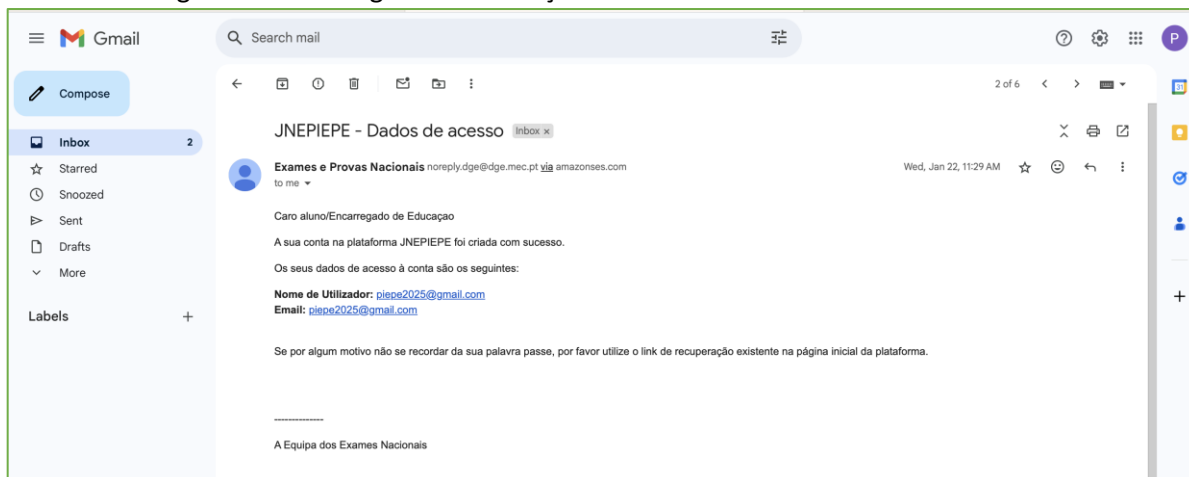 Gmail
Search mail
P
Compose
2 of 6
31
JNEPIEPE - Dados de acesso Inbox x
Inbox 2
Exames e Provas Nacionais noreply.dge@dge.mec.pt via amazonses.com Wed, Jan 22, 11:29 AM
to me
Starred
Snoozed
Sent
Drafts
More
Labels +
Caro aluno/Encarregado de Educaçao
A sua conta na plataforma JNEPIEPE foi criada com sucesso.
Os seus dados de acesso à conta são os seguintes:
Nome de Utilizador: piepe2025@gmail.com
Email: piepe2025@gmail.com
Se por algum motivo não se recordar da sua palavra passe, por favor utilize o link de recuperação existente na página inicial da plataforma.
--------------
A Equipa dos Exames Nacionais